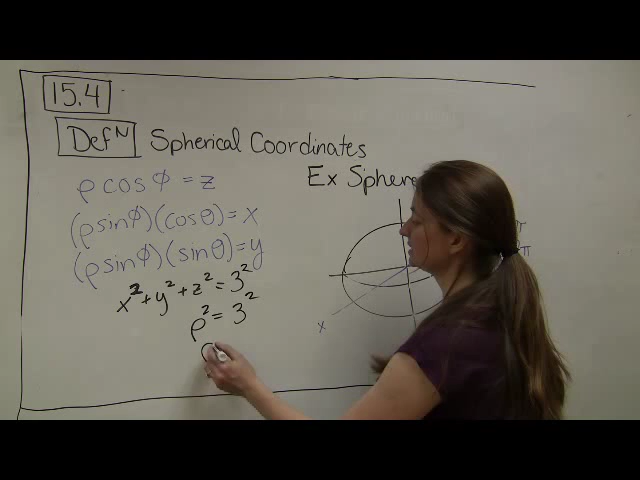 15.4
Def^N Spherical Coordinates
ρ cos φ = z
(ρ sin φ)(cos θ) = x
(ρ sin φ)(sin θ) = y
x² + y² + z² = 3²
ρ² = 3²
Ex Sphere
π
π
x